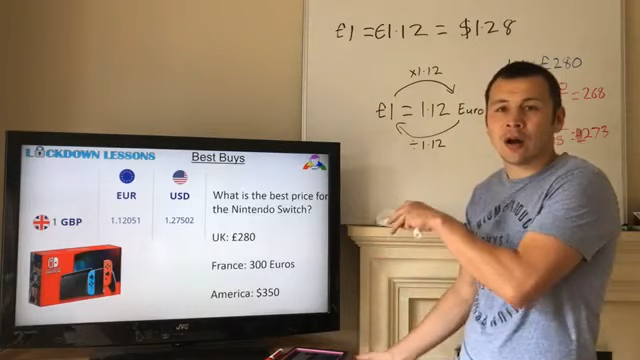 £1 = €1.12 = $1.28
x1.12
£1 = 1.12 Euro
÷1.12
£280
= 268
273
LOCKDOWN LESSONS
Best Buys
EUR
USD
1 GBP
1.12051
1.27502
What is the best price for
the Nintendo Switch?
UK: £280
France: 300 Euros
America: $350
JVC